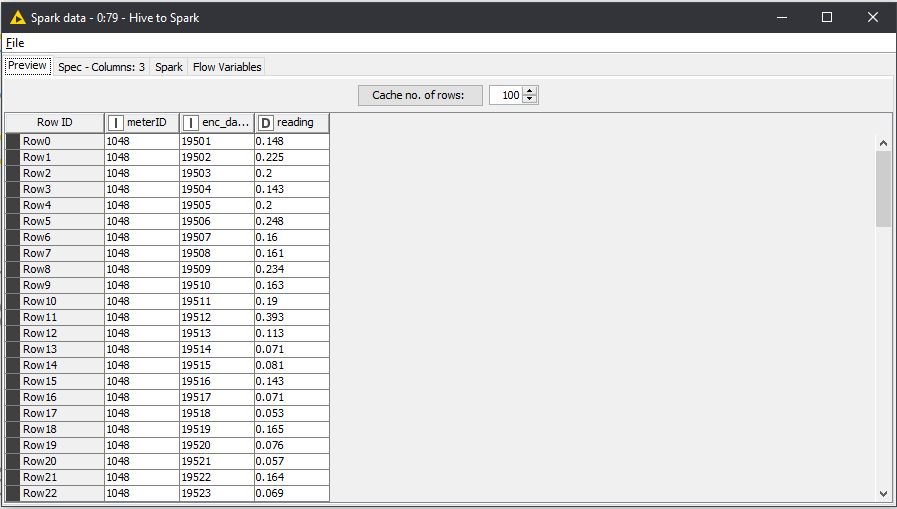 Spark data - 0:79 - Hive to Spark
File
Preview Spec - Columns: 3 Spark Flow Variables
Cache no. of rows: 100
Row ID I meterID I enc_da... D reading
Row0 1048 19501 0.148
Row1 1048 19502 0.225
Row2 1048 19503 0.2
Row3 1048 19504 0.143
Row4 1048 19505 0.2
Row5 1048 19506 0.248
Row6 1048 19507 0.16
Row7 1048 19508 0.161
Row8 1048 19509 0.234
Row9 1048 19510 0.163
Row10 1048 19511 0.19
Row11 1048 19512 0.393
Row12 1048 19513 0.113
Row13 1048 19514 0.071
Row14 1048 19515 0.081
Row15 1048 19516 0.143
Row16 1048 19517 0.071
Row17 1048 19518 0.053
Row18 1048 19519 0.165
Row19 1048 19520 0.076
Row20 1048 19521 0.057
Row21 1048 19522 0.164
Row22 1048 19523 0.069